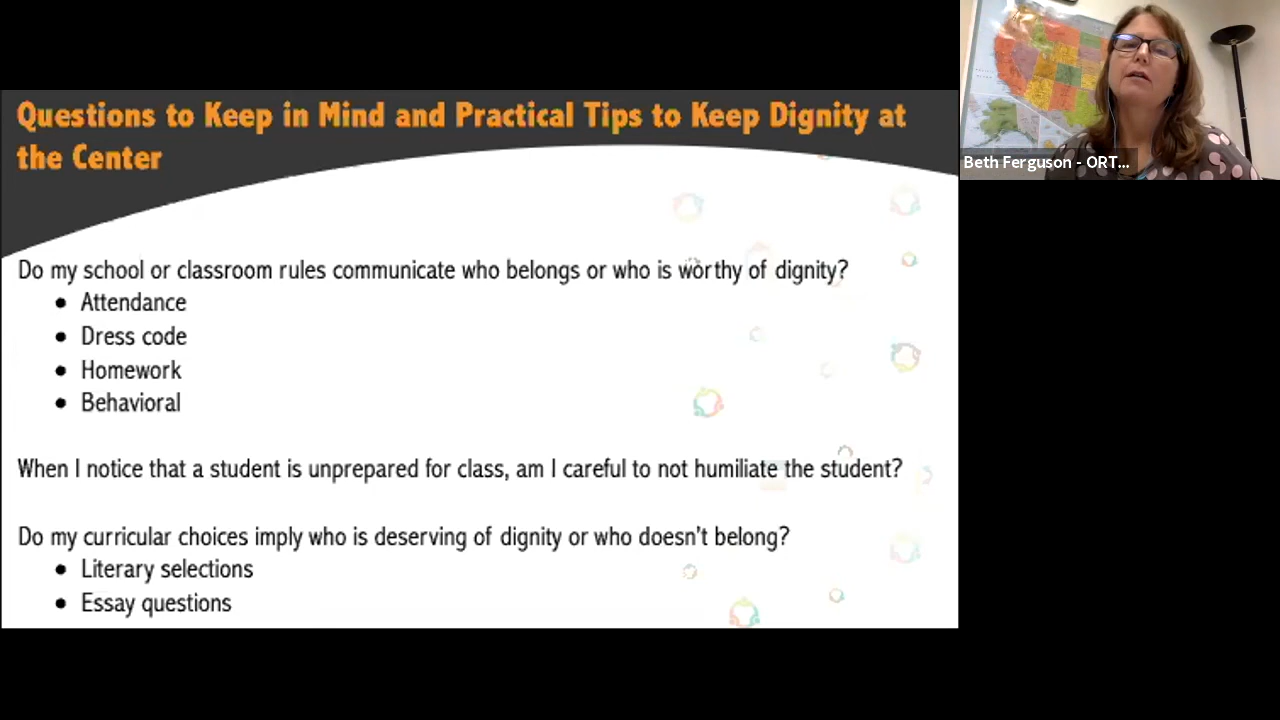 Questions to Keep in Mind and Practical Tips to Keep Dignity at
the Center
Do my school or classroom rules communicate who belongs or who is worthy of dignity?
• Attendance
• Dress code
• Homework
• Behavioral
When I notice that a student is unprepared for class, am I careful to not humiliate the student?
Do my curricular choices imply who is deserving of dignity or who doesn't belong?
• Literary selections
• Essay questions
Beth Ferguson - ORT...